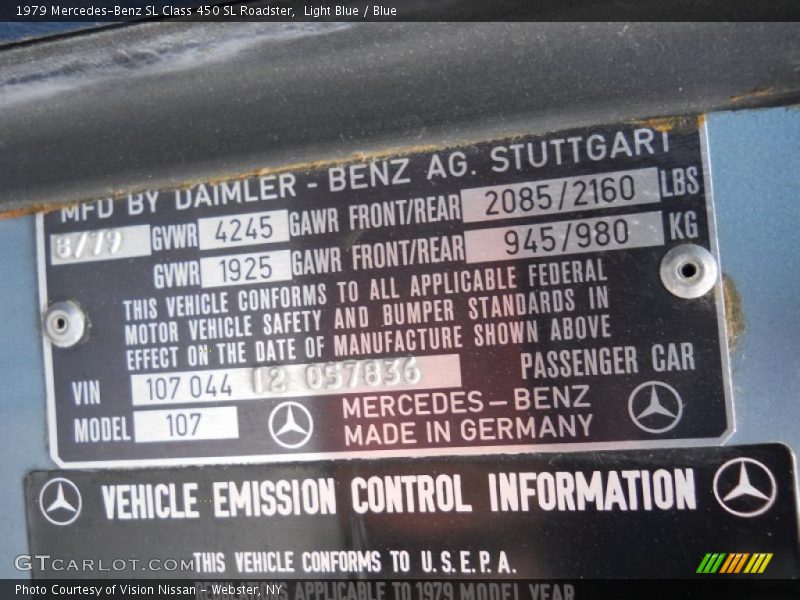 1979 Mercedes-Benz SL Class 450 SL Roadster, Light Blue / Blue
MFD BY DAIMLER - BENZ AG. STUTTGART
8/79 GVWR 4245 GAWR FRONT/REAR 2085/2160 LBS
GVWR 1925 GAWR FRONT/REAR 945/980 KG
THIS VEHICLE CONFORMS TO ALL APPLICABLE FEDERAL
MOTOR VEHICLE SAFETY AND BUMPER STANDARDS IN
EFFECT ON THE DATE OF MANUFACTURE SHOWN ABOVE
VIN 107 044 12 057836 PASSENGER CAR
MODEL 107 MERCEDES-BENZ
MADE IN GERMANY
VEHICLE EMISSION CONTROL INFORMATION
THIS VEHICLE CONFORMS TO U.S.E.P.A.
REGULATIONS APPLICABLE TO 1979 MODEL YEAR
GTcarlot.com
Photo Courtesy of Vision Nissan - Webster, NY